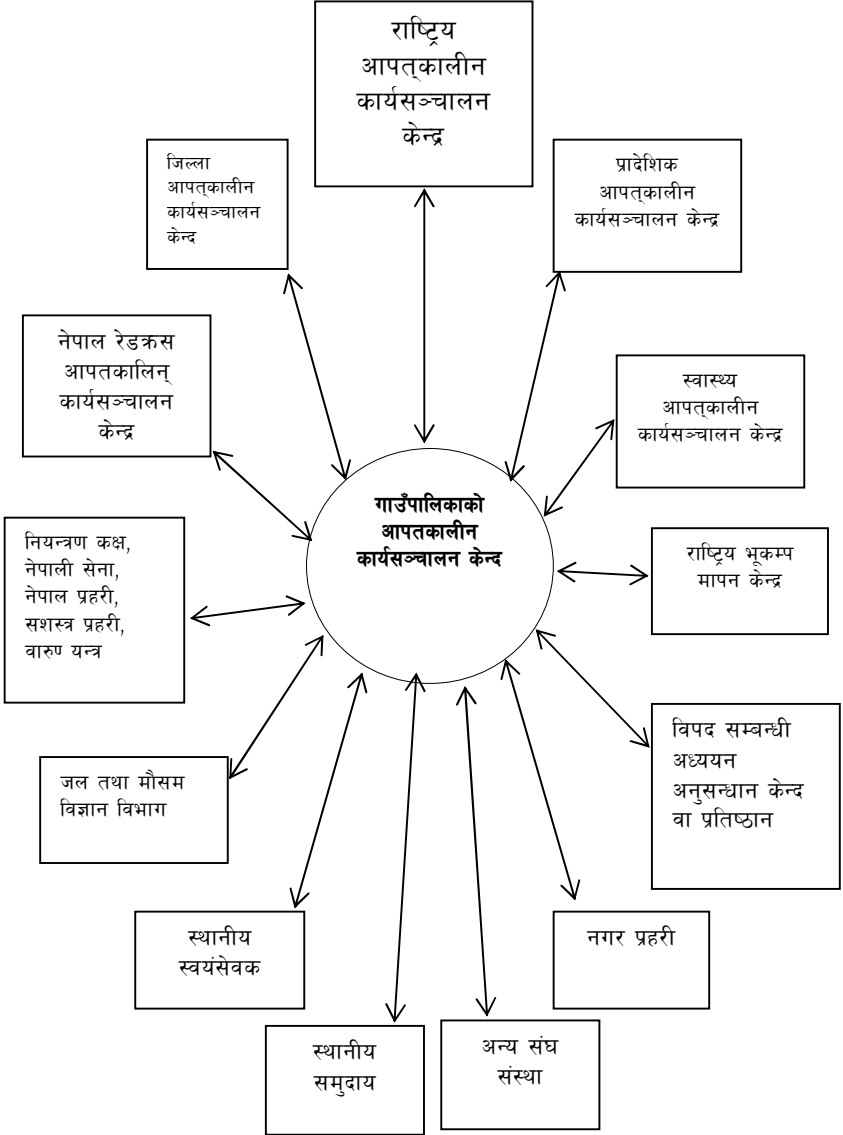 राष्ट्रिय
आपत्कालीन
कार्यसञ्चालन
केन्द्र
जिल्ला
आपत्कालीन
कार्यसञ्चालन
केन्द
प्रादेशिक
आपत्कालीन
कार्यसञ्चालन केन्द्र
नेपाल रेडक्रस
आपतकालिन्
कार्यसञ्चालन
केन्द्र
स्वास्थ्य
आपत्कालीन
कार्यसञ्चालन केन्द्र
गाउँपालिकाको
आपतकालीन
कार्यसञ्चालन केन्द
नियन्त्रण कक्ष,
नेपाली सेना,
नेपाल प्रहरी,
सशस्त्र प्रहरी,
वारुण यन्त्र
राष्ट्रिय भूकम्प
मापन केन्द्र
विपद सम्बन्धी
अध्ययन
अनुसन्धान केन्द
वा प्रतिष्ठान
जल तथा मौसम
विज्ञान विभाग
स्थानीय
स्वयंसेवक
नगर प्रहरी
स्थानीय
समुदाय
अन्य संघ
संस्था